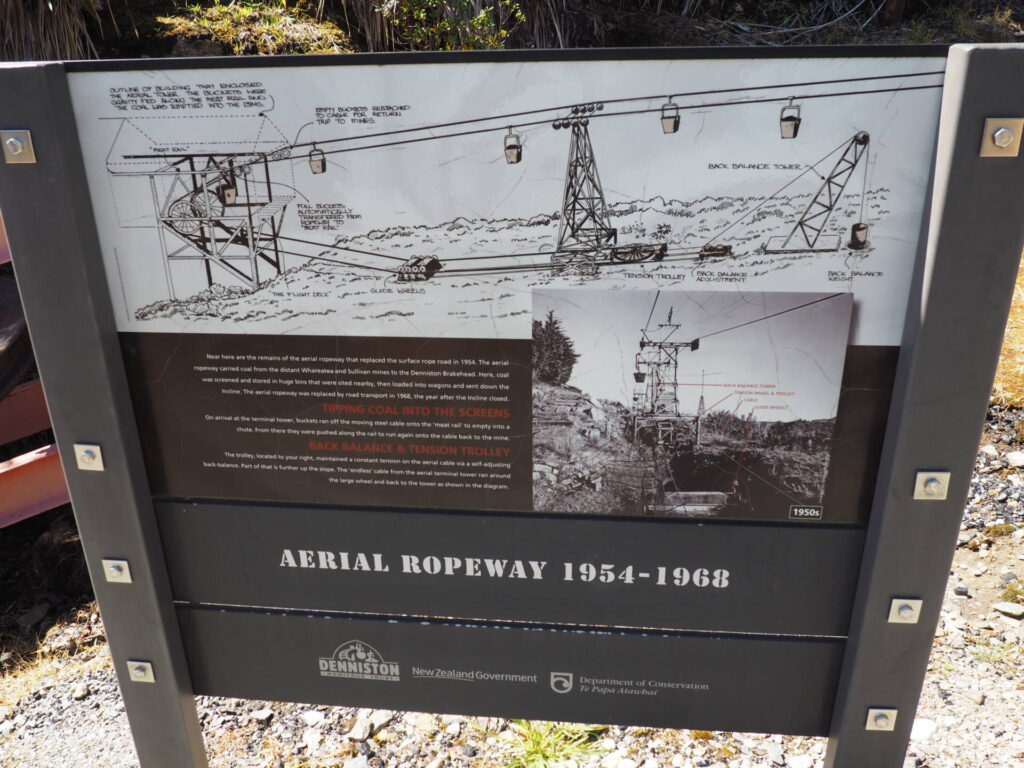 OUTLINE OF BUILDING THAT ENCLOSED
THE AERIAL TOWER. THE BUCKETS WERE
GRAVITY FED ALONG THE MEAT RAIL AND
THE COAL WAS EMPTIED INTO THE BINS.
EMPTY BUCKETS REATTACHED
TO CABLE FOR RETURN
TRIP TO MINES.
"MEAT RAIL"
BACK BALANCE TOWER
FULL BUCKETS
AUTOMATICALLY
TRANSFERRED FROM
ROPEWAY TO
"MEAT RAIL"
"THE FLIGHT DECK"
GUIDE WHEELS
TENSION TROLLEY
BACK BALANCE
ADJUSTMENT.
BACK BALANCE
WEIGHT
Near here are the remains of the aerial ropeway that replaced the surface rope road in 1954. The aerial
ropeway carried coal from the distant Whareatea and Sullivan mines to the Denniston Brakehead. Here, coal
was screened and stored in huge bins that were sited nearby, then loaded into wagons and sent down the
Incline. The aerial ropeway was replaced by road transport in 1968, the year after the Incline closed.
TIPPING COAL INTO THE SCREENS
On arrival at the terminal tower, buckets ran off the moving steel cable onto the 'meat rail' to empty into a
chute. From there they were pushed along the rail to run again onto the cable back to the mine.
BACK BALANCE & TENSION TROLLEY
The trolley, located to your right, maintained a constant tension on the aerial cable via a self-adjusting
back-balance. Part of that is further up the slope. The 'endless' cable from the aerial terminal tower ran around
the large wheel and back to the tower as shown in the diagram.
BACK BALANCE TOWER
TENSION WHEEL & TROLLEY
CABLE
GUIDE WHEELS
1950s
AERIAL ROPEWAY 1954-1968
DENNISTON
HERITAGE TRUST
New Zealand Government
Department of Conservation
Te Papa Atawhai